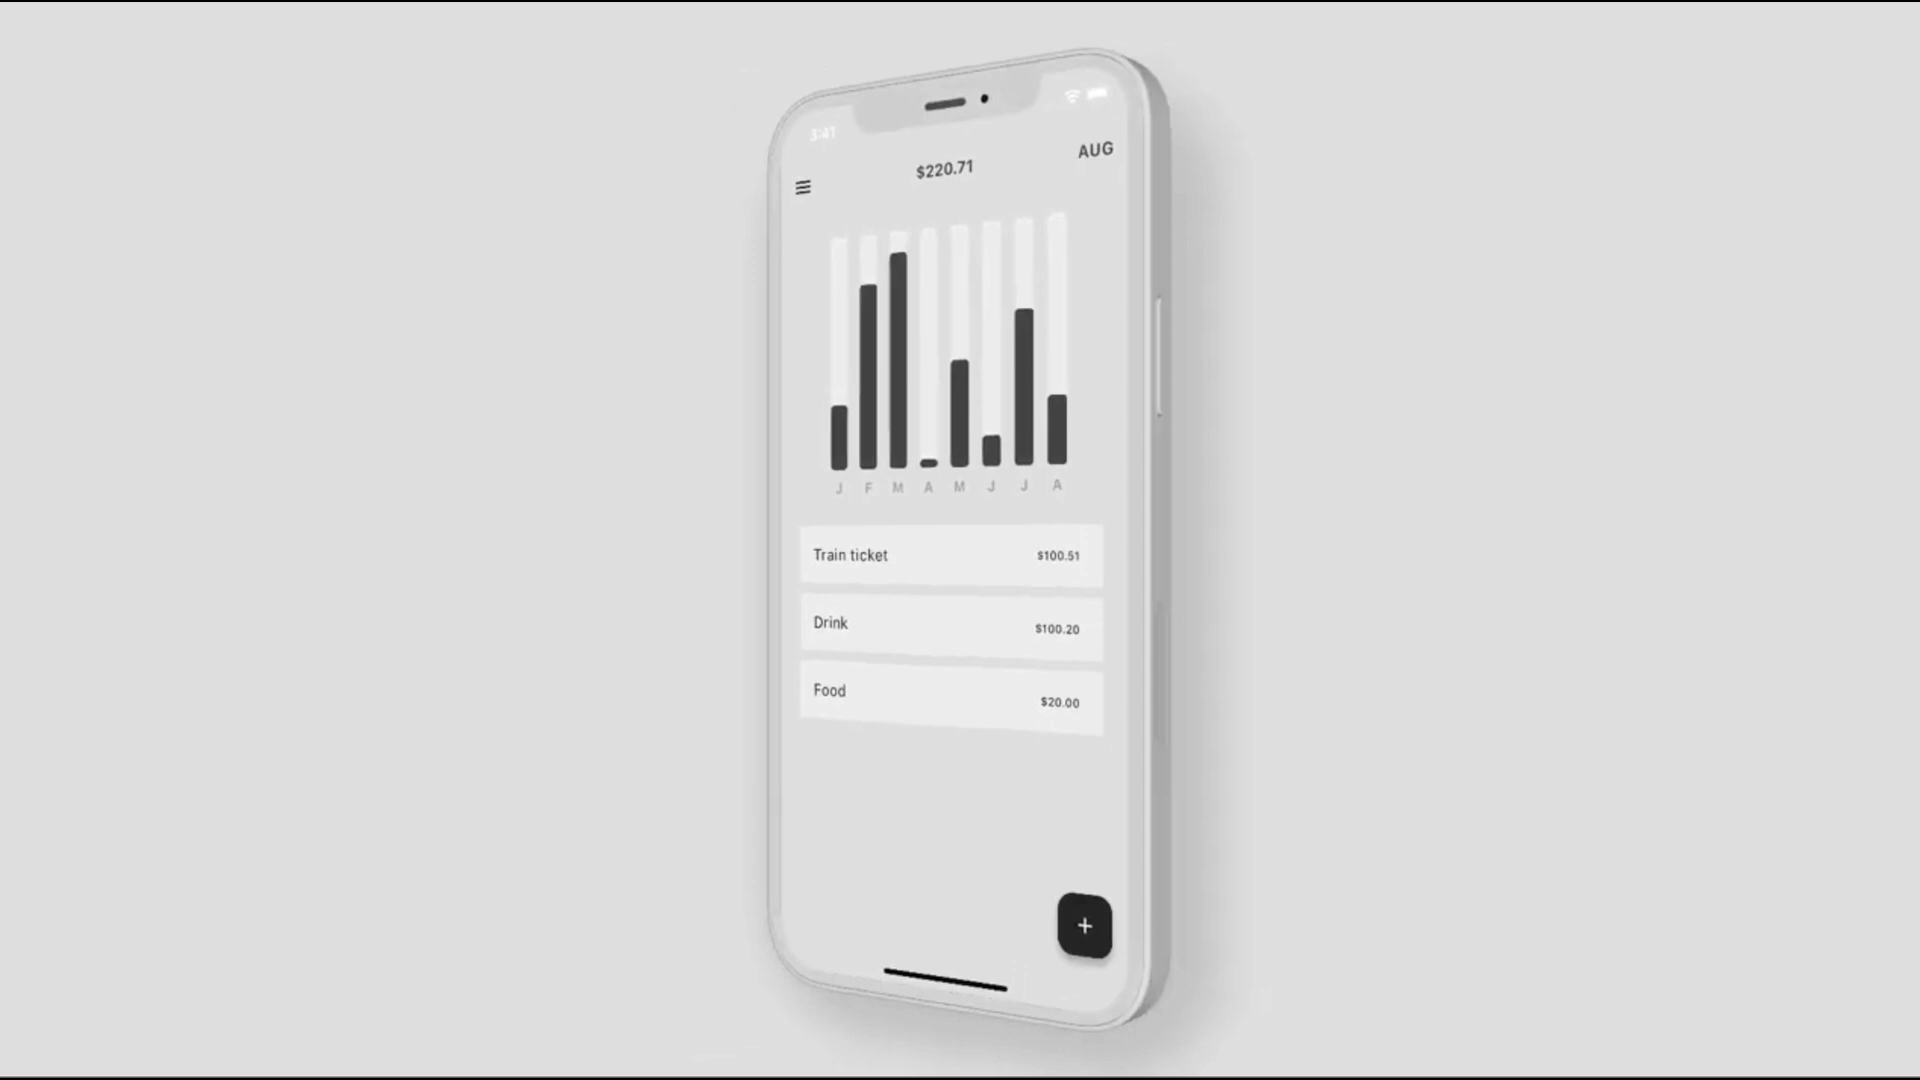 3:41
AUG
$220.71
J F M A M J J A
Train ticket $100.51
Drink $100.20
Food $20.00
+